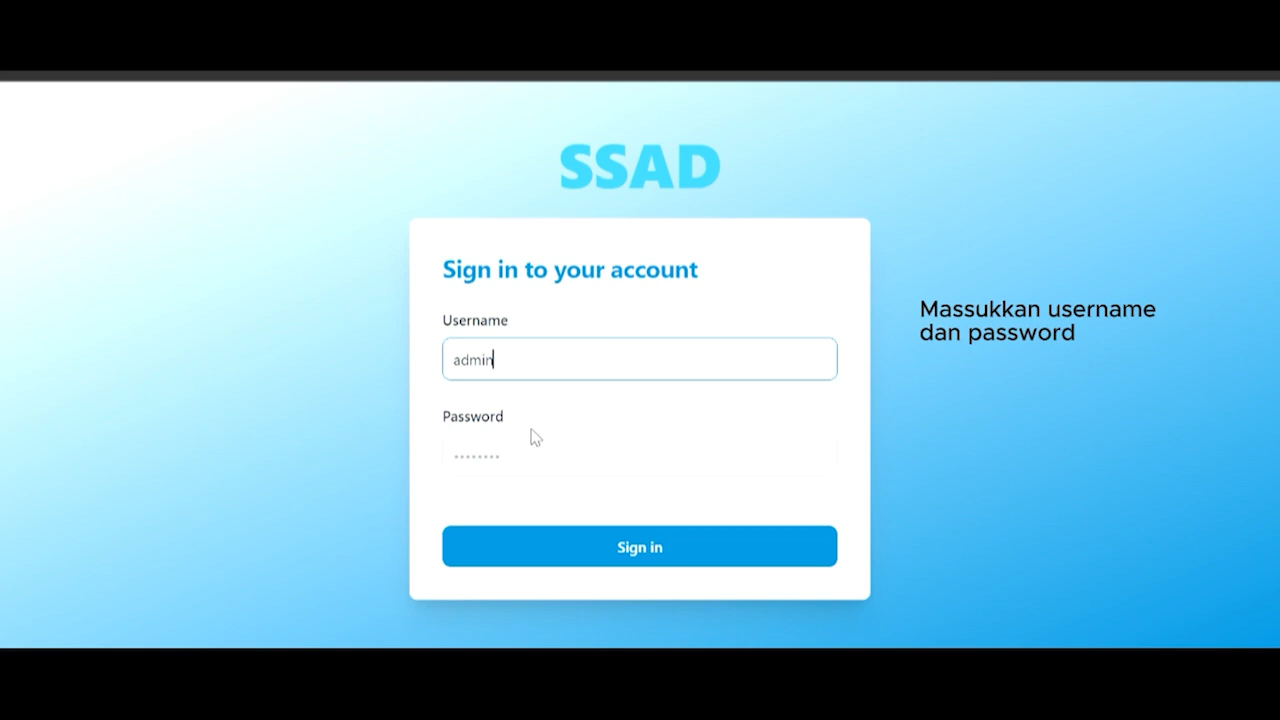 SSAD
Sign in to your account
Username
admin
Massukkan username
dan password
Password
••••••••
Sign in